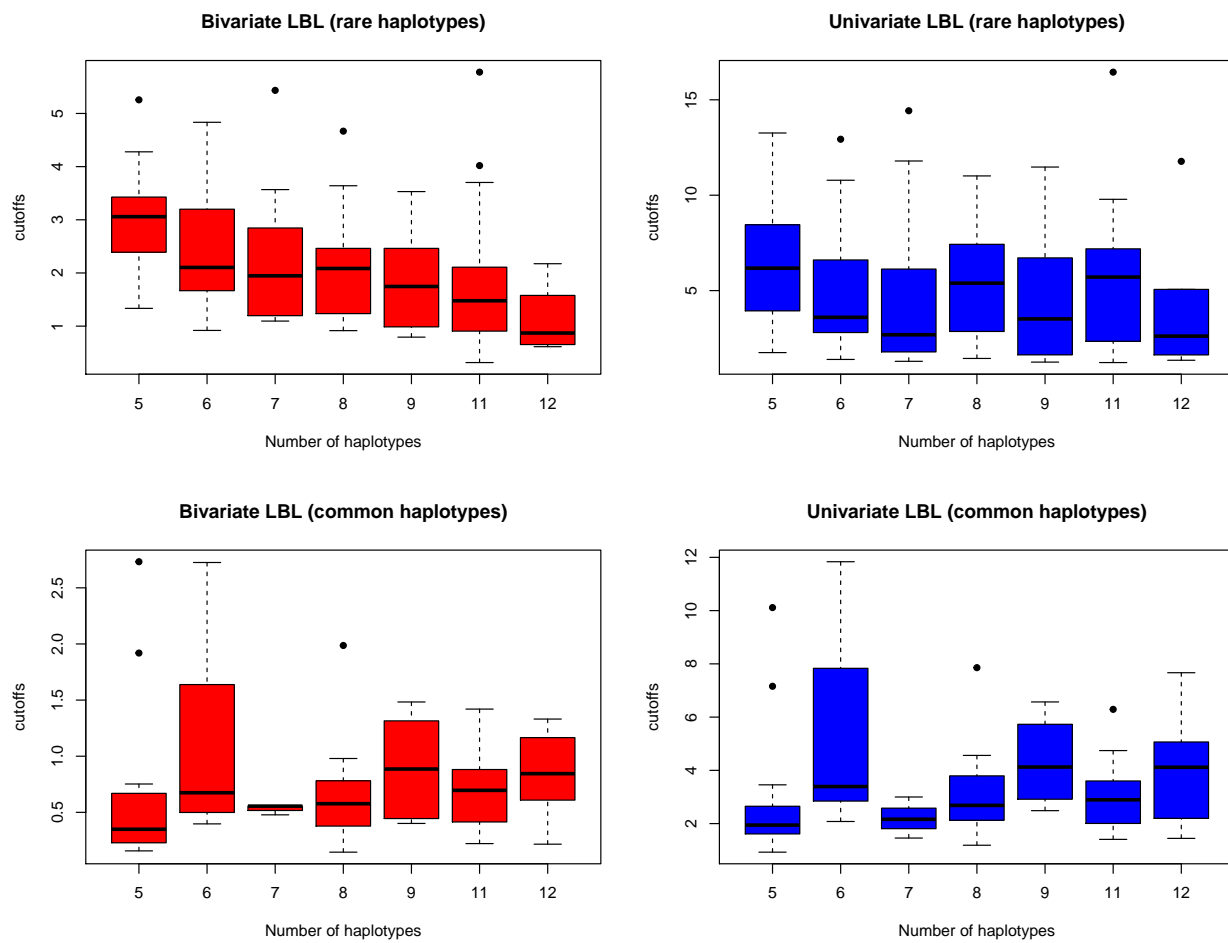 Bivariate LBL (rare haplotypes)
cutoffs
5
4
3
2
1
5 6 7 8 9 11 12
Number of haplotypes
Univariate LBL (rare haplotypes)
cutoffs
15
10
5
5 6 7 8 9 11 12
Number of haplotypes
Bivariate LBL (common haplotypes)
cutoffs
2.5
2.0
1.5
1.0
0.5
5 6 7 8 9 11 12
Number of haplotypes
Univariate LBL (common haplotypes)
cutoffs
12
10
8
6
4
2
5 6 7 8 9 11 12
Number of haplotypes